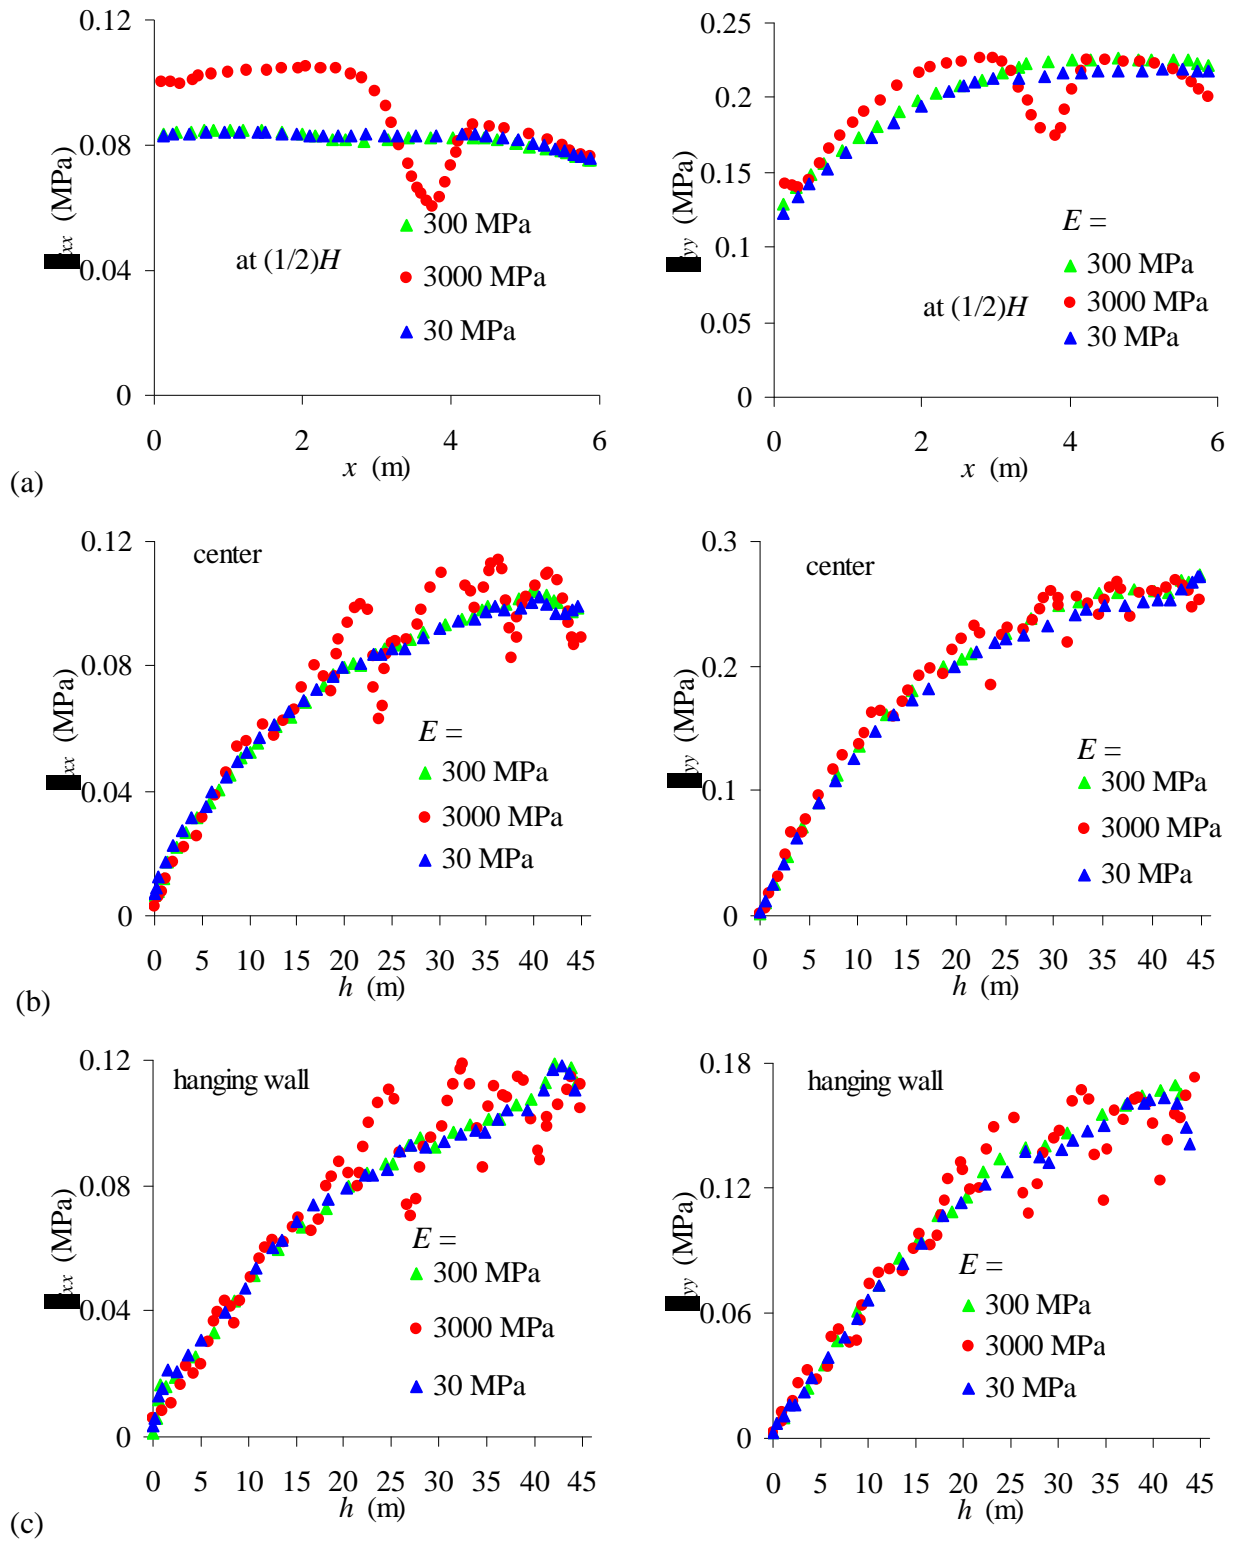 0.12
0.08
0.04
0
xx (MPa)
at (1/2)H
300 MPa
3000 MPa
30 MPa
0 2 4 6
x (m)
0.25
0.2
0.15
0.1
0.05
0
yy (MPa)
at (1/2)H
E =
300 MPa
3000 MPa
30 MPa
0 2 4 6
x (m)
(a)
0.12
0.08
0.04
0
xx (MPa)
center
E =
300 MPa
3000 MPa
30 MPa
0 5 10 15 20 25 30 35 40 45
h (m)
0.3
0.2
0.1
0
yy (MPa)
center
E =
300 MPa
3000 MPa
30 MPa
0 5 10 15 20 25 30 35 40 45
h (m)
(b)
0.12
0.08
0.04
0
xx (MPa)
hanging wall
E =
300 MPa
3000 MPa
30 MPa
0 5 10 15 20 25 30 35 40 45
h (m)
0.18
0.12
0.06
0
yy (MPa)
hanging wall
E =
300 MPa
3000 MPa
30 MPa
0 5 10 15 20 25 30 35 40 45
h (m)
(c)